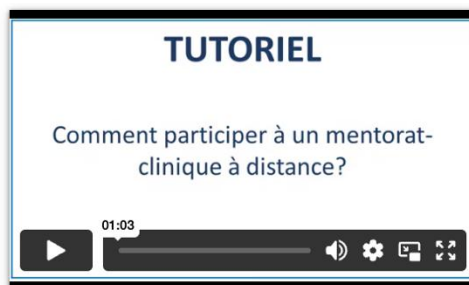 TUTORIEL
Comment participer à un mentorat-
clinique à distance?
01:03